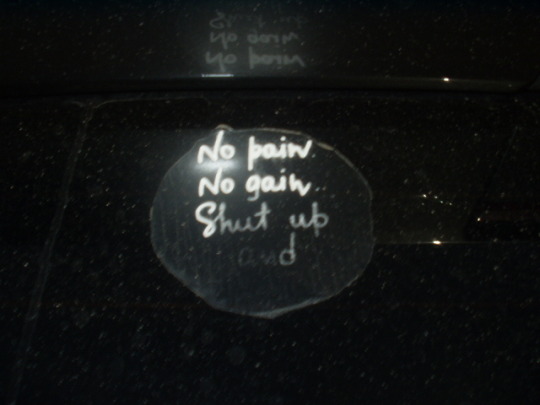 No pain
No gain
Shut up
and